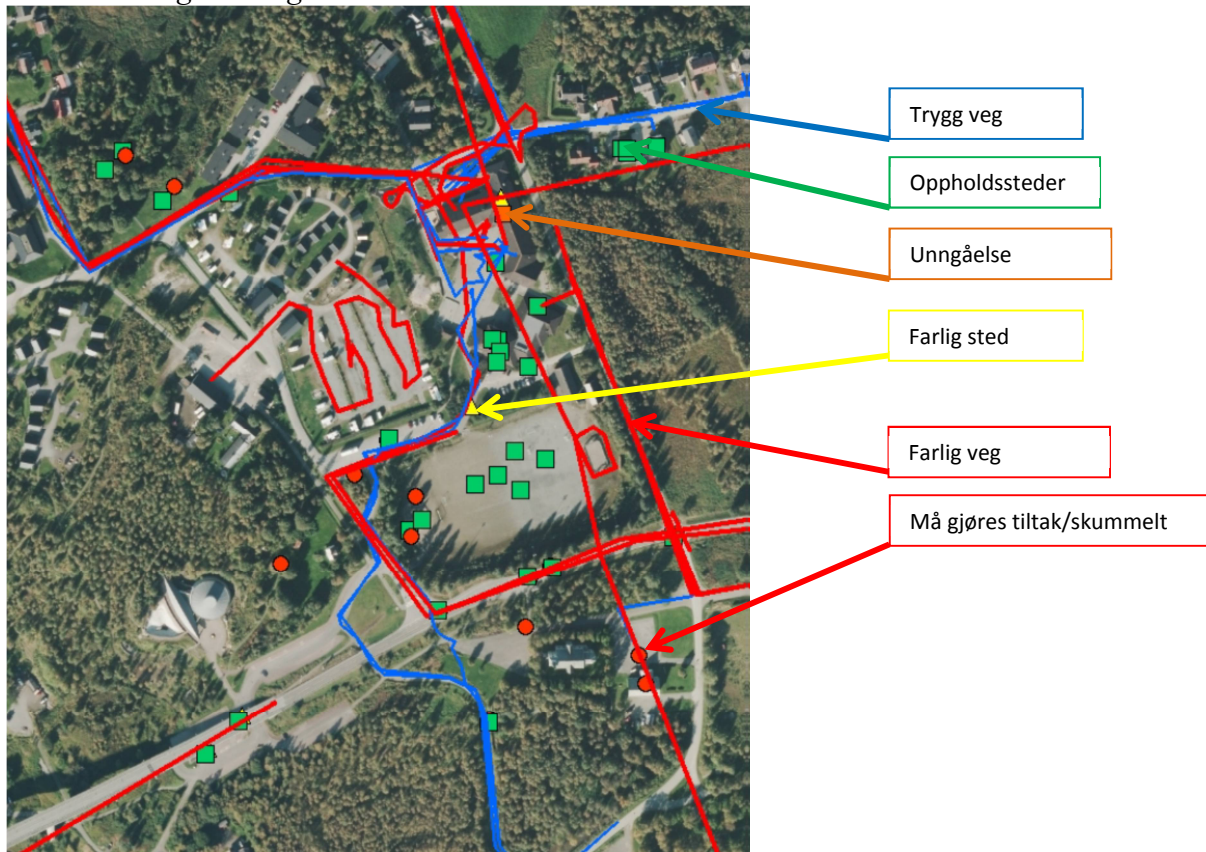 Trygg veg
Oppholdssteder
Unngåelse
Farlig sted
Farlig veg
Må gjøres tiltak/skummelt